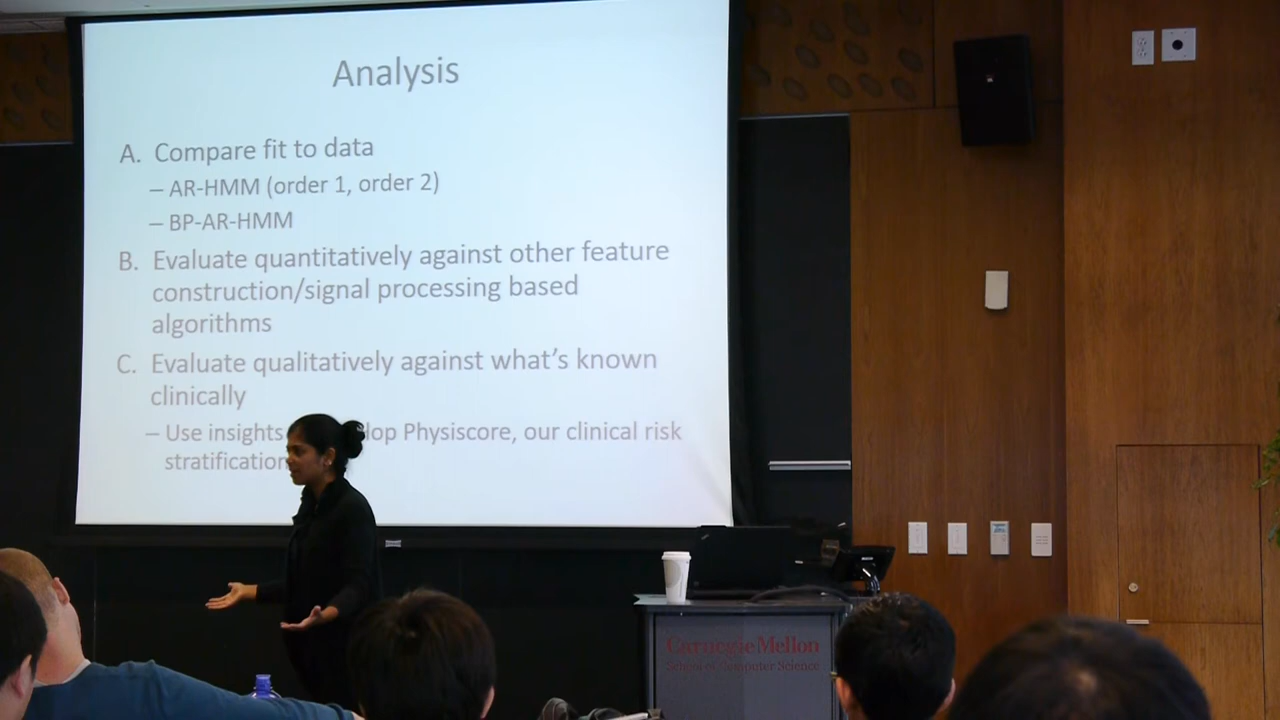 Analysis
A. Compare fit to data
– AR-HMM (order 1, order 2)
– BP-AR-HMM
B. Evaluate quantitatively against other feature
construction/signal processing based
algorithms
C. Evaluate qualitatively against what's known
clinically
– Use insights lop Physiscore, our clinical risk
stratification
Carnegie Mellon
School of Computer Science